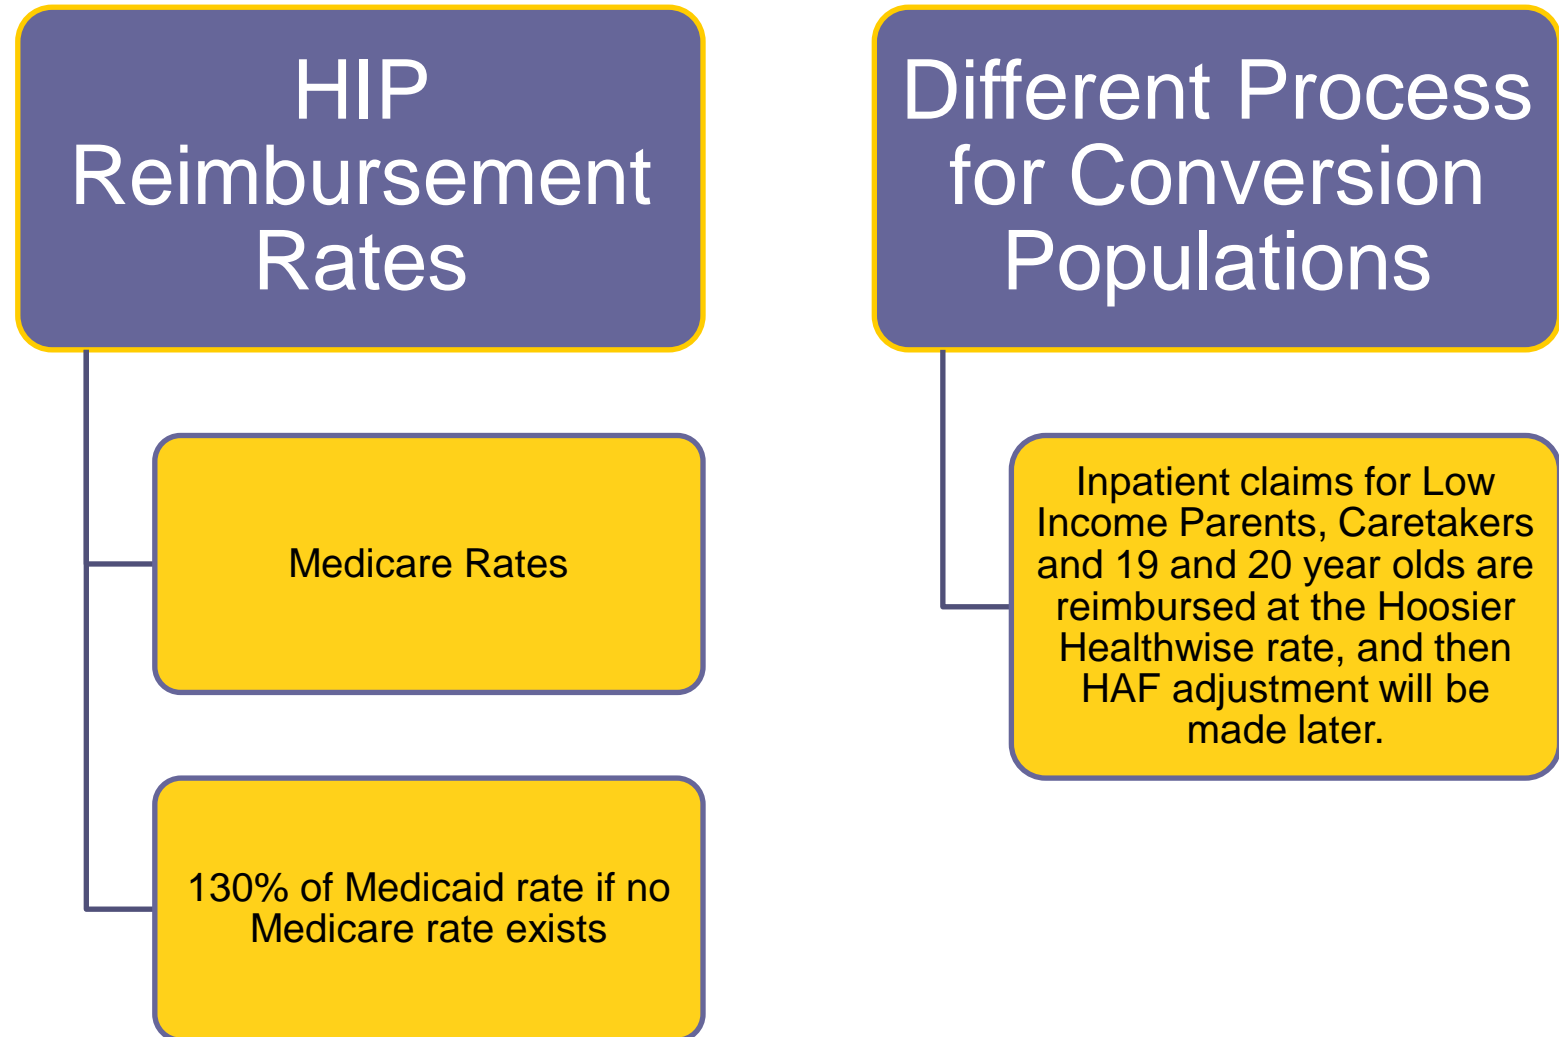 HIP
Reimbursement
Rates
Medicare Rates
130% of Medicaid rate if no
Medicare rate exists
Different Process
for Conversion
Populations
Inpatient claims for Low
Income Parents, Caretakers
and 19 and 20 year olds are
reimbursed at the Hoosier
Healthwise rate, and then
HAF adjustment will be
made later.